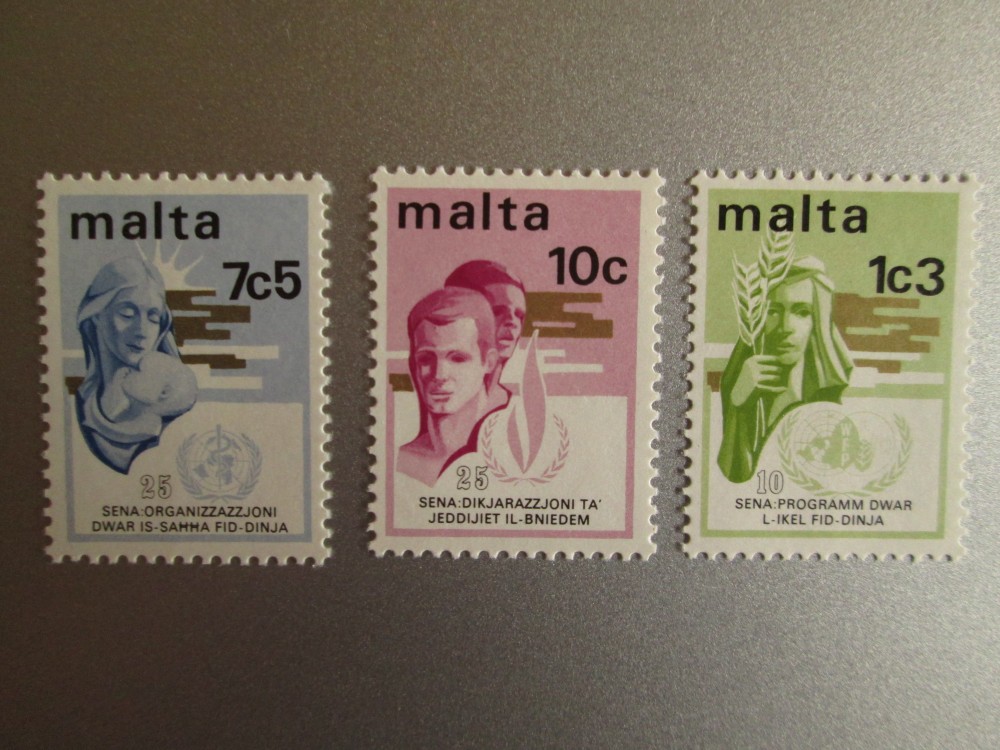 malta
7c5
25
SENA:ORGANIZZAZZJONI
DWAR IS-SAĦĦA FID-DINJA
malta
10c
25
SENA:DIKJARAZZJONI TA'
JEDDIJIET IL-BNIEDEM
malta
1c3
10
SENA:PROGRAMM DWAR
L-IKEL FID-DINJA